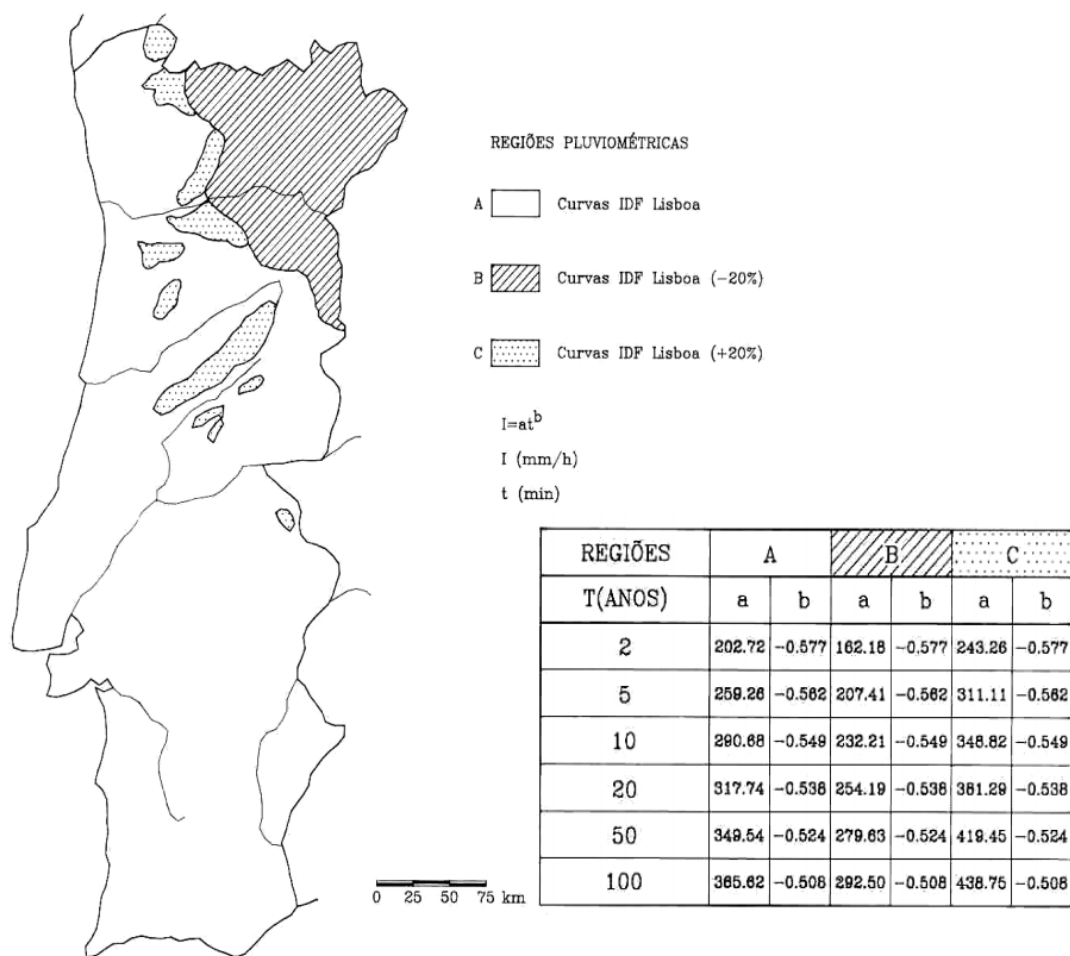 REGIÕES PLUVIOMÉTRICAS
A Curvas IDF Lisboa
B Curvas IDF Lisboa (-20%)
C Curvas IDF Lisboa (+20%)
I=at^b
I (mm/h)
t (min)
0 25 50 75 km
REGIÕES A B C
T(ANOS) a b a b a b
2 202.72 -0.577 162.18 -0.577 243.26 -0.577
5 259.26 -0.562 207.41 -0.562 311.11 -0.562
10 290.68 -0.549 232.21 -0.549 348.82 -0.549
20 317.74 -0.538 254.19 -0.538 381.29 -0.538
50 349.54 -0.524 279.63 -0.524 419.45 -0.524
100 365.62 -0.508 292.50 -0.508 438.75 -0.508